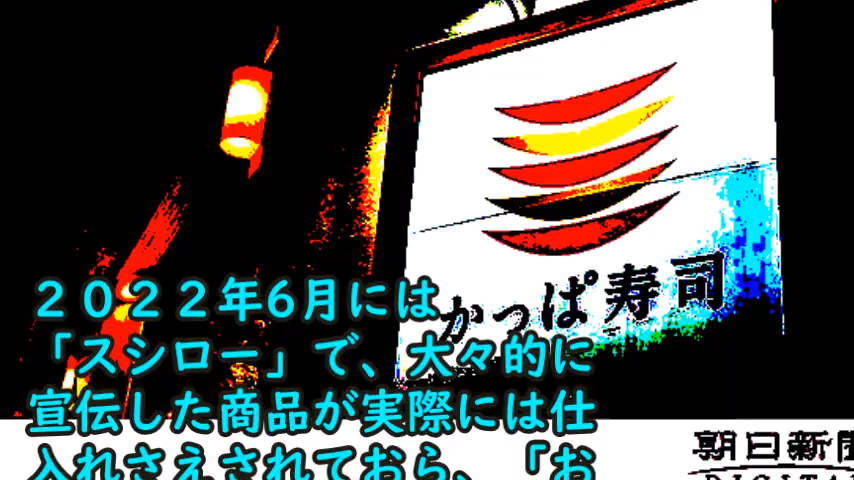 かっぱ寿司
２０２２年6月には
「スシロー」で、大々的に
宣伝した商品が実際には仕
入れさえされておら、「お
朝日新聞
DIGITAL